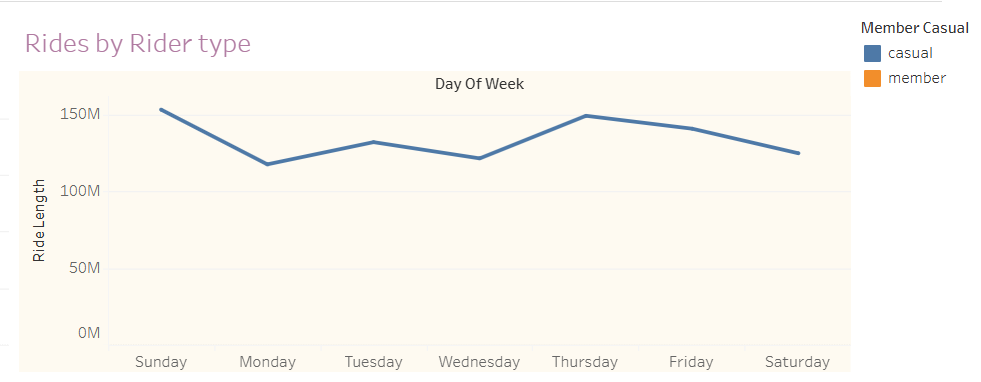 Rides by Rider type
Member Casual
casual
member
Day Of Week
150M
100M
50M
0M
Ride Length
Sunday Monday Tuesday Wednesday Thursday Friday Saturday